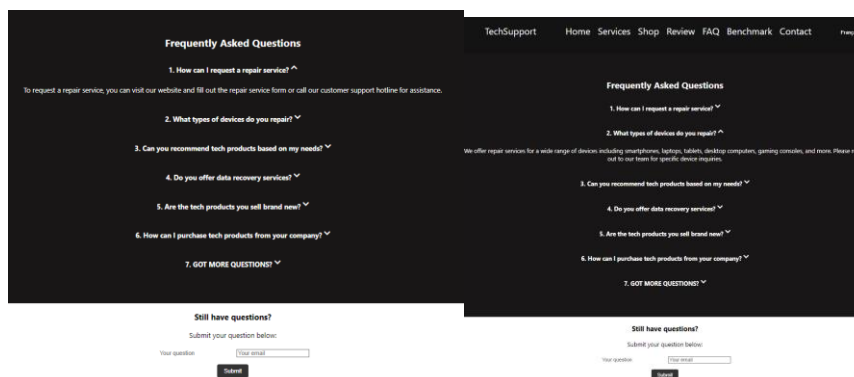 Frequently Asked Questions
1. How can I request a repair service?
To request a repair service, you can visit our website and fill out the repair service form or call our customer support hotline for assistance.
2. What types of devices do you repair?
3. Can you recommend tech products based on my needs?
4. Do you offer data recovery services?
5. Are the tech products you sell brand new?
6. How can I purchase tech products from your company?
7. GOT MORE QUESTIONS?
Still have questions?
Submit your question below:
Your question
Your email
Submit
TechSupport Home Services Shop Review FAQ Benchmark Contact França
Frequently Asked Questions
1. How can I request a repair service?
2. What types of devices do you repair?
We offer repair services for a wide range of devices including smartphones, laptops, tablets, desktop computers, gaming consoles, and more. Please
out to our team for specific device inquiries.
3. Can you recommend tech products based on my needs?
4. Do you offer data recovery services?
5. Are the tech products you sell brand new?
6. How can I purchase tech products from your company?
7. GOT MORE QUESTIONS?
Still have questions?
Submit your question below:
Your question
Your email
Submit